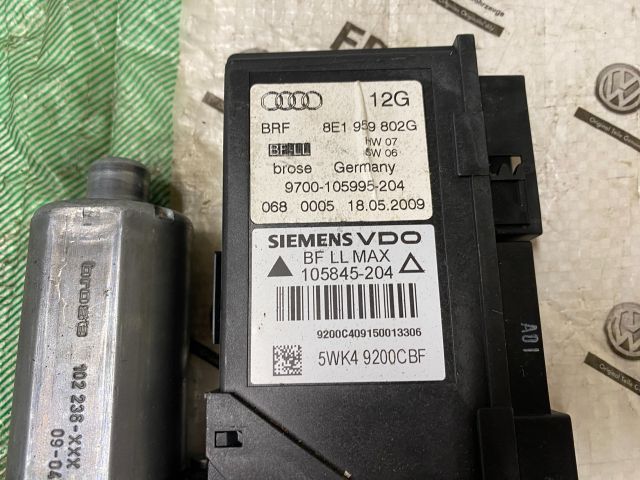 12G
BRF 8E1 959 802G
BF-LL HW 07
SW 06
brose Germany
9700-105995-204
068 0005 18.05.2009
SIEMENS VDO
BF LL MAX
105845-204
9200C409150013306
5WK4 9200CBF
A01
brose
102 236-XXX
09-04